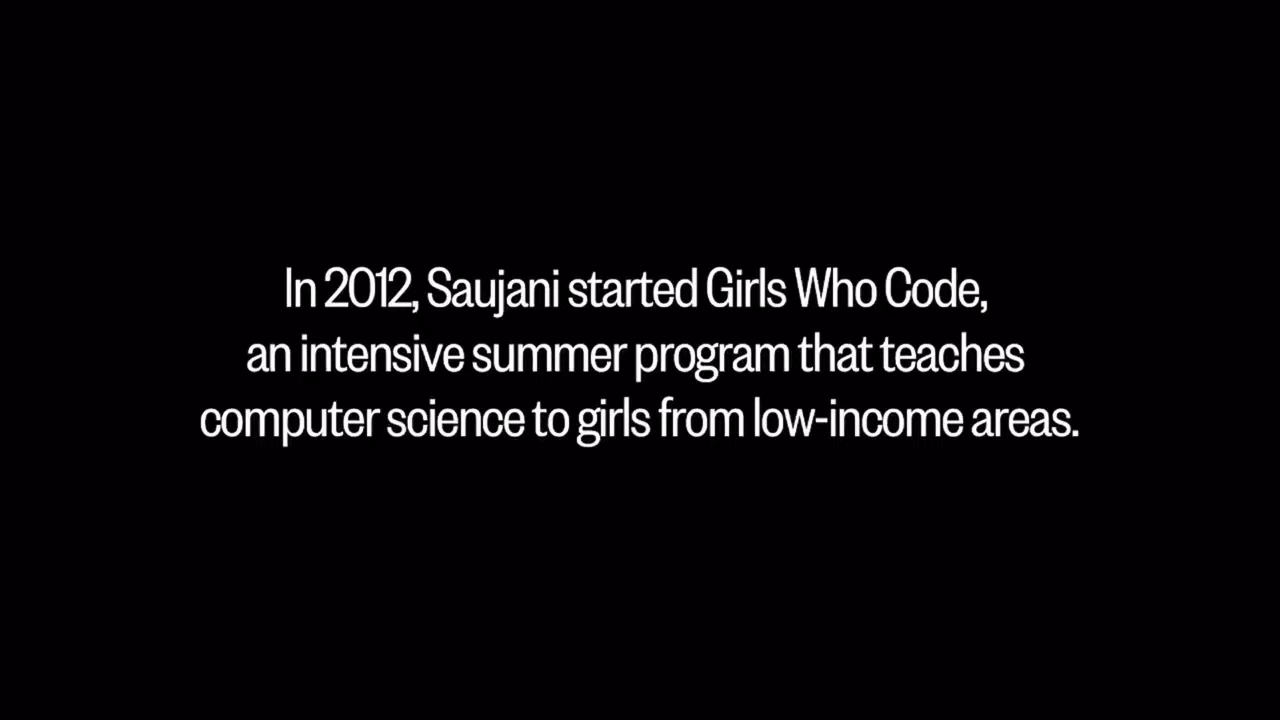 In 2012, Saujani started Girls Who Code,
an intensive summer program that teaches
computer science to girls from low-income areas.